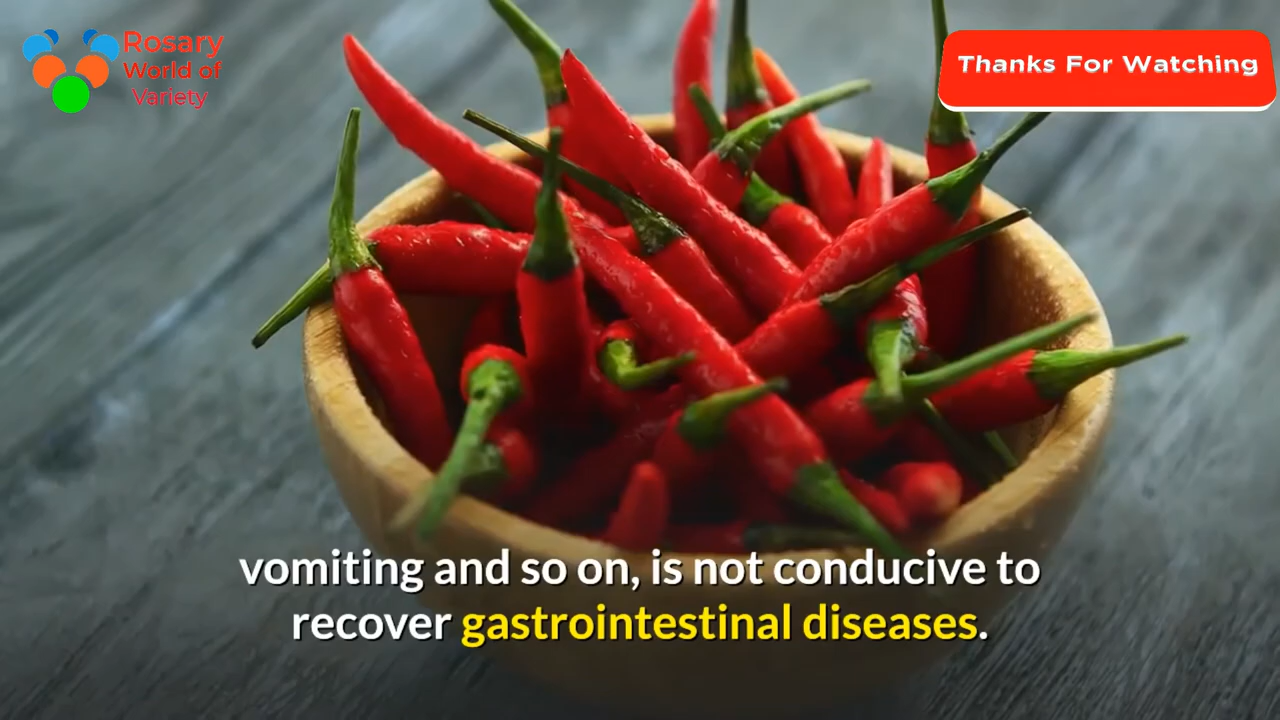 Rosary
World of
Variety
Thanks For Watching
vomiting and so on, is not conducive to
recover gastrointestinal diseases.